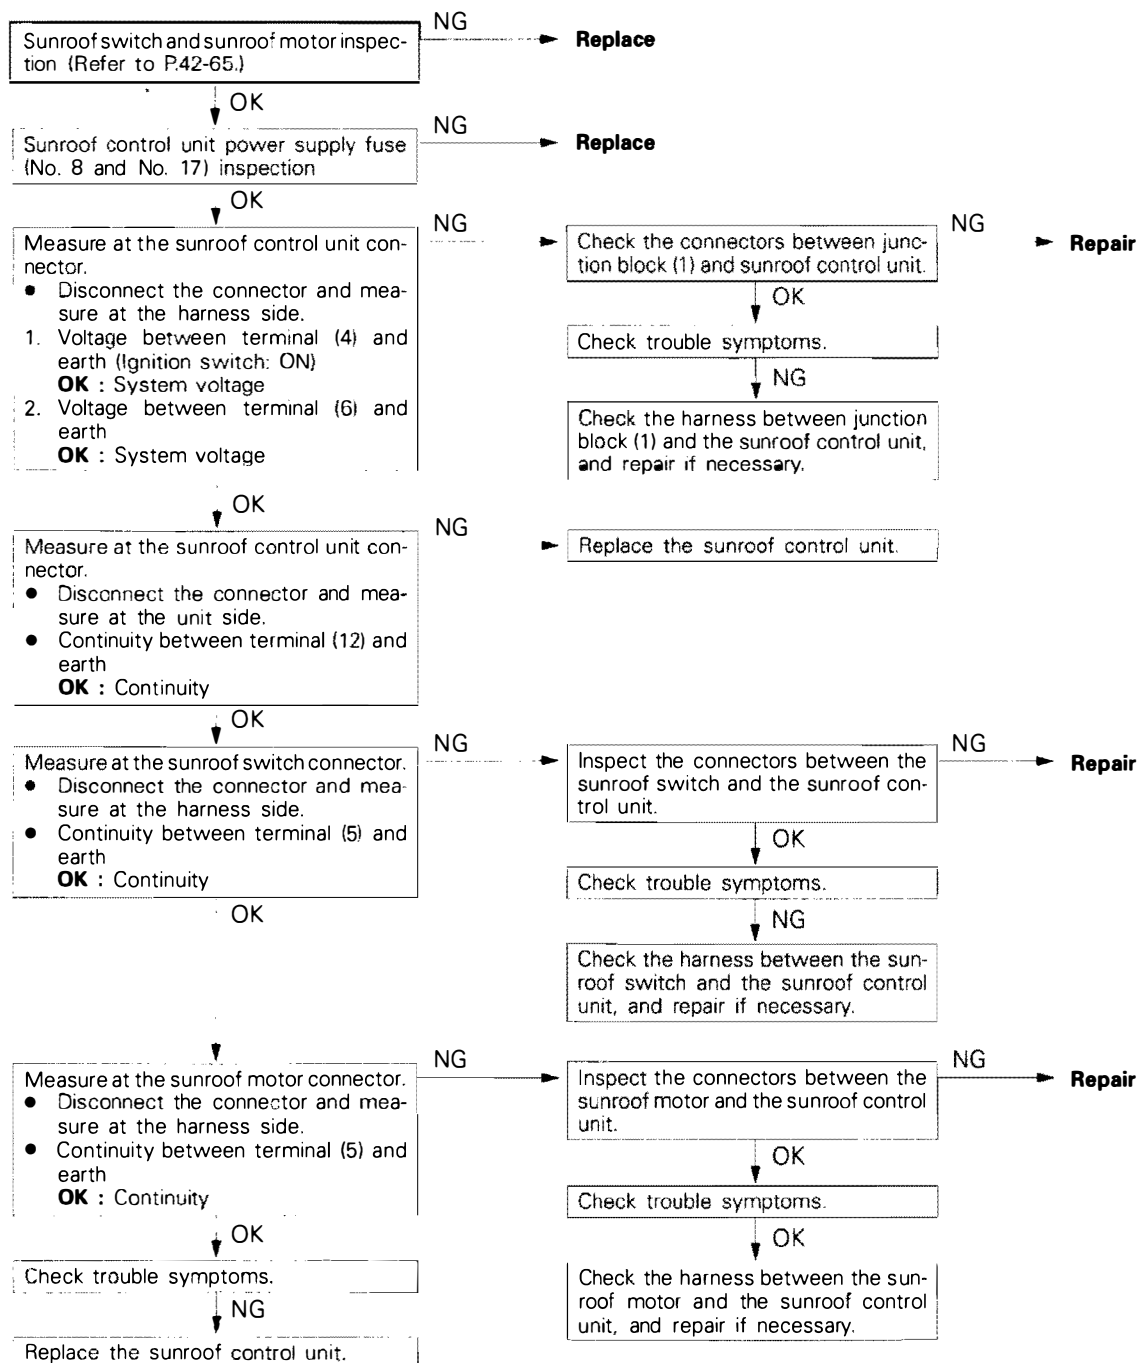 NG
Sunroof switch and sunroof motor inspec-
tion (Refer to P.42-65.)
Replace
OK
NG
Sunroof control unit power supply fuse
(No. 8 and No. 17) inspection
Replace
OK
NG
Measure at the sunroof control unit con-
nector.
● Disconnect the connector and mea-
sure at the harness side.
1. Voltage between terminal (4) and
earth (Ignition switch: ON)
OK : System voltage
2. Voltage between terminal (6) and
earth
OK : System voltage
Check the connectors between junc-
tion block (1) and sunroof control unit.
NG
Repair
OK
Check trouble symptoms.
NG
Check the harness between junction
block (1) and the sunroof control unit,
and repair if necessary.
OK
NG
Measure at the sunroof control unit con-
nector.
● Disconnect the connector and mea-
sure at the unit side.
● Continuity between terminal (12) and
earth
OK : Continuity
Replace the sunroof control unit.
OK
NG
Measure at the sunroof switch connector.
● Disconnect the connector and mea-
sure at the harness side.
● Continuity between terminal (5) and
earth
OK : Continuity
Inspect the connectors between the
sunroof switch and the sunroof con-
trol unit.
NG
Repair
OK
Check trouble symptoms.
NG
Check the harness between the sun-
roof switch and the sunroof control
unit, and repair if necessary.
OK
NG
Measure at the sunroof motor connector.
● Disconnect the connector and mea-
sure at the harness side.
● Continuity between terminal (5) and
earth
OK : Continuity
Inspect the connectors between the
sunroof motor and the sunroof control
unit.
NG
Repair
OK
Check trouble symptoms.
OK
Check the harness between the sun-
roof motor and the sunroof control
unit, and repair if necessary.
OK
Check trouble symptoms.
NG
Replace the sunroof control unit.